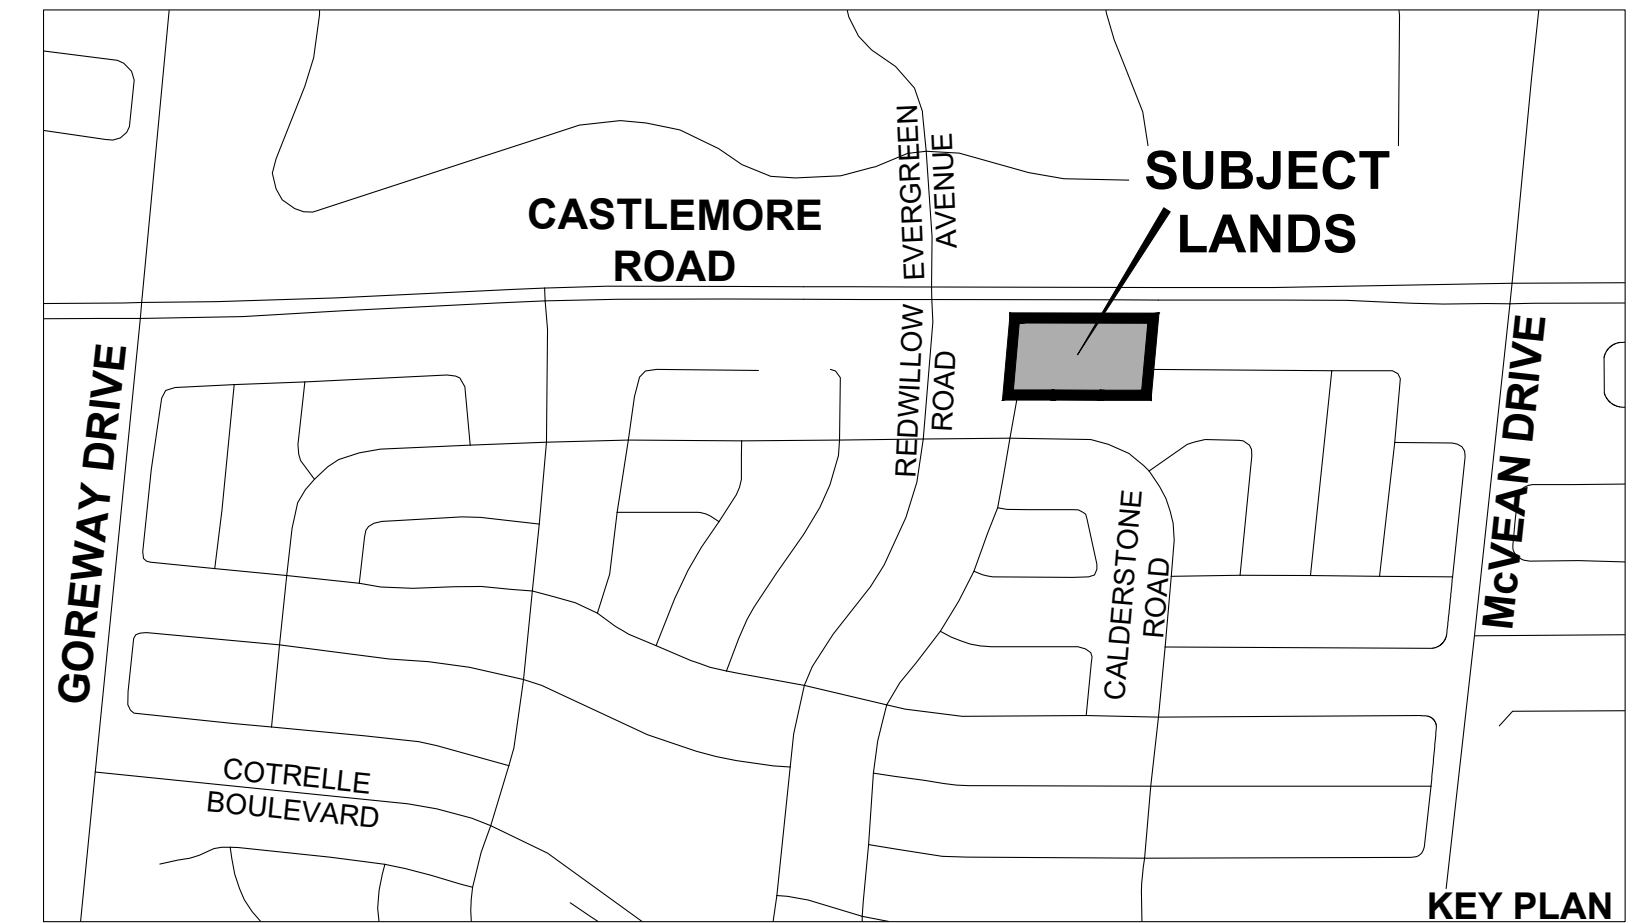 EVERGREEN
AVENUE
SUBJECT
LANDS
CASTLEMORE
ROAD
REDWILLOW
ROAD
GOREWAY DRIVE
McVEAN DRIVE
CALDERSTONE
ROAD
COTRELLE
BOULEVARD
KEY PLAN